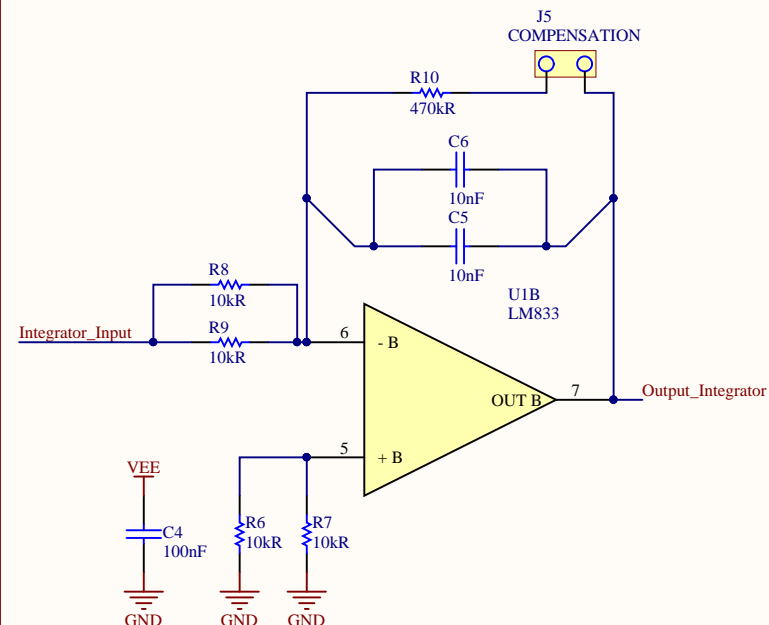 J5
COMPENSATION
R10
470kR
C6
10nF
C5
10nF
R8
10kR
U1B
LM833
Integrator_Input
R9
10kR
6
- B
OUT B
7
Output_Integrator
5
+ B
VEE
C4
100nF
R6
10kR
R7
10kR
GND
GND
GND